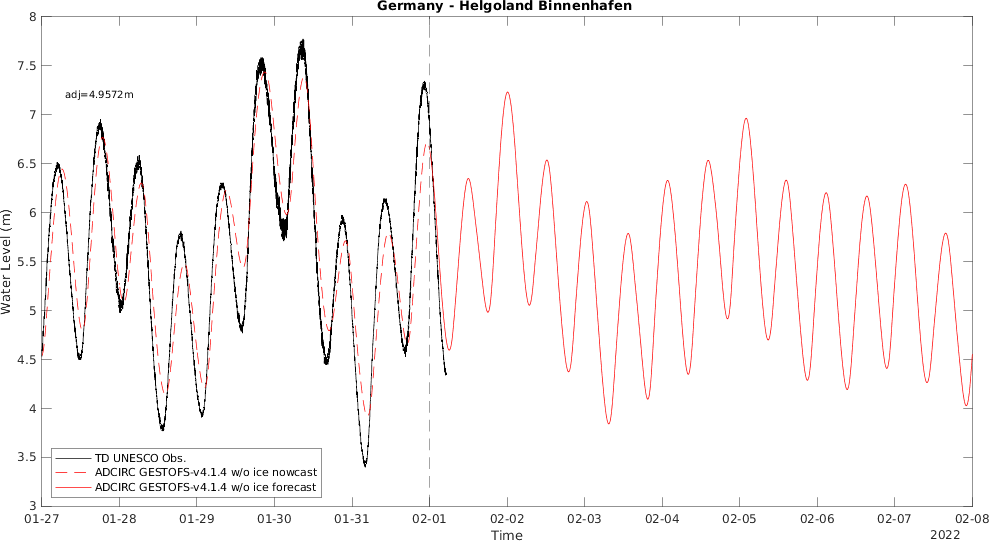 Germany - Helgoland Binnenhafen
8
7.5
7
6.5
6
5.5
5
4.5
4
3.5
3
Water Level (m)
adj=4.9572m
TD UNESCO Obs.
ADCIRC GESTOFS-v4.1.4 w/o ice nowcast
ADCIRC GESTOFS-v4.1.4 w/o ice forecast
01-27 01-28 01-29 01-30 01-31 02-01 02-02 02-03 02-04 02-05 02-06 02-07 02-08
Time
2022